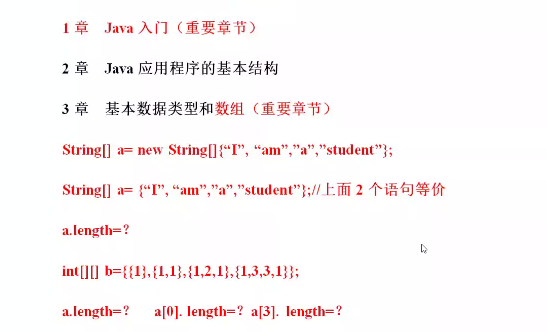 1 章 Java 入门（重要章节）
2 章 Java 应用程序的基本结构
3 章 基本数据类型和数组（重要章节）
String[] a= new String[]{“I”, “am”,”a”,”student”};
String[] a= {“I”, “am”,”a”,”student”};//上面 2 个语句等价
a.length=？
int[][] b={{1},{1,1},{1,2,1},{1,3,3,1}};
a.length=？ a[0]. length=？a[3]. length=？